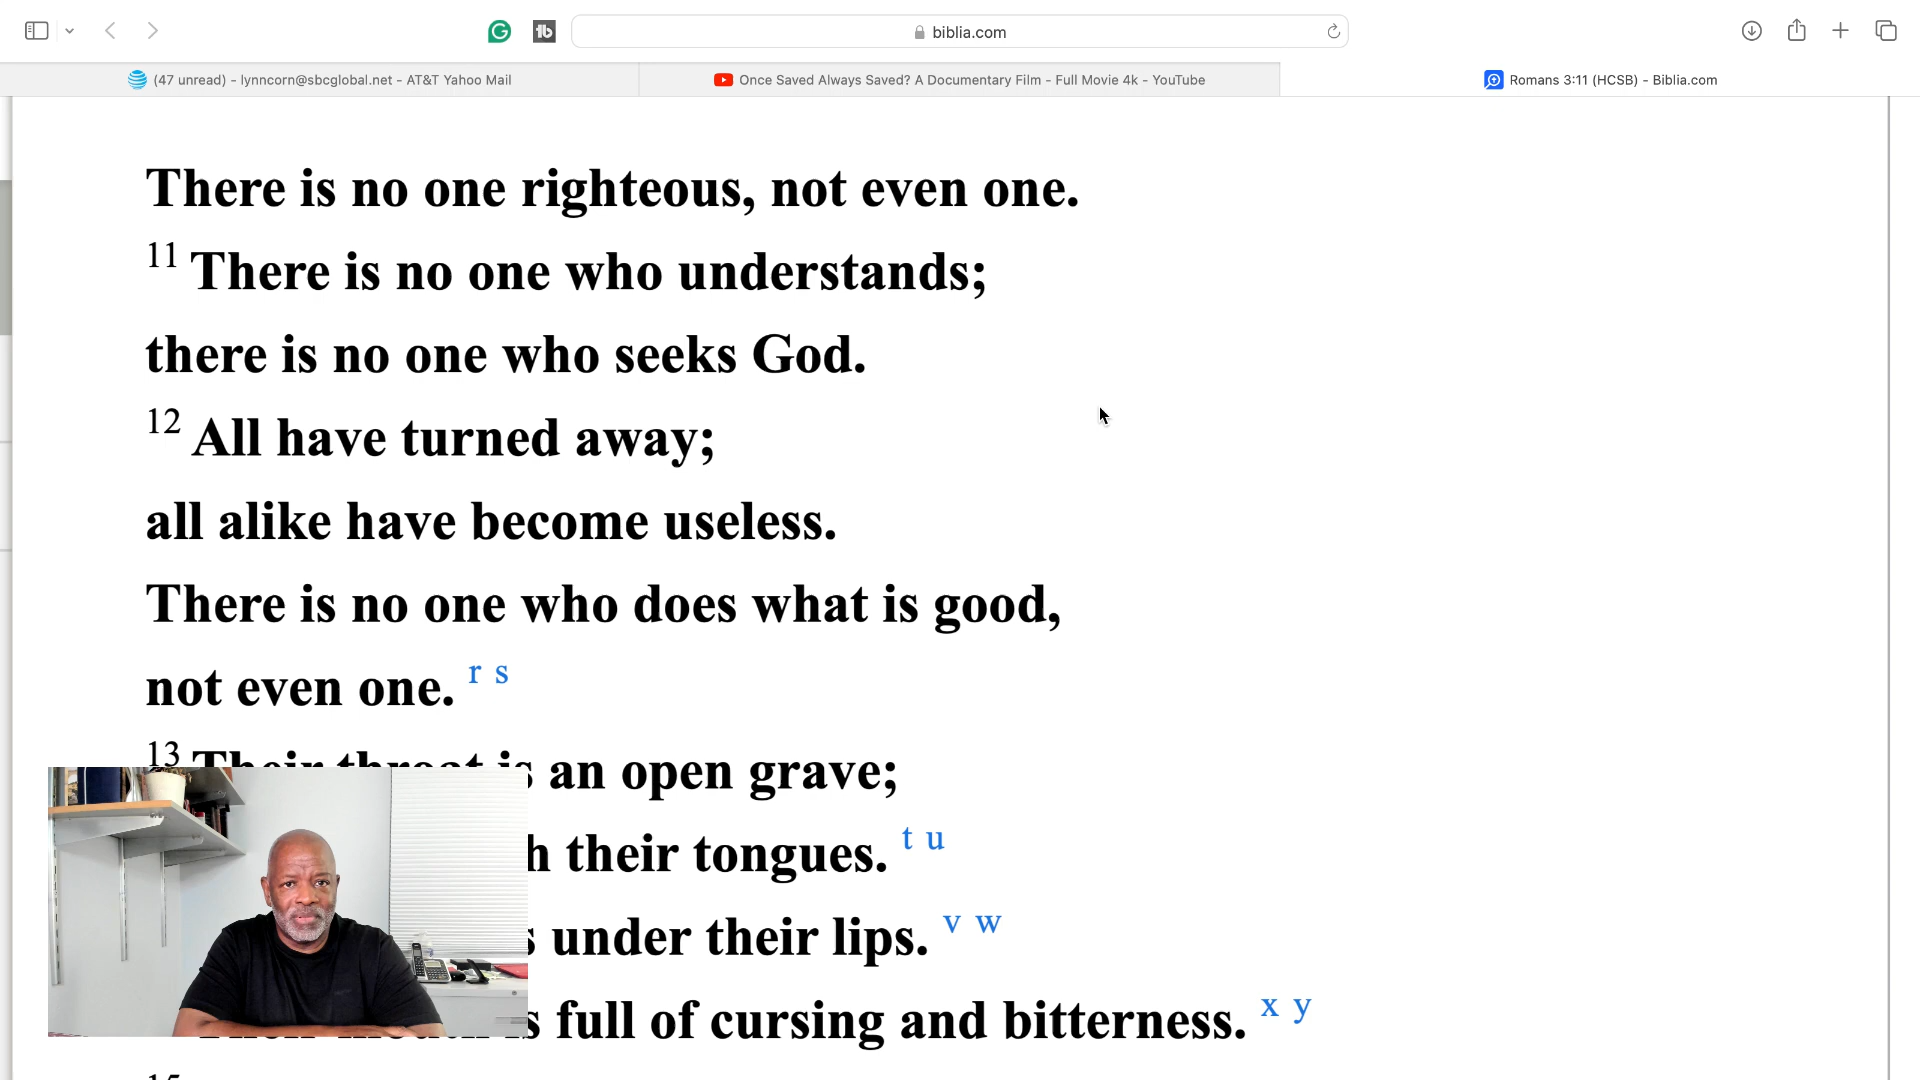 biblia.com
(47 unread) - lynncorn@sbcglobal.net - AT&T Yahoo Mail
Once Saved Always Saved? A Documentary Film - Full Movie 4k - YouTube
Romans 3:11 (HCSB) - Biblia.com
There is no one righteous, not even one.
11 There is no one who understands;
there is no one who seeks God.
12 All have turned away;
all alike have become useless.
There is no one who does what is good,
not even one. r s
13 Their throat is an open grave;
their tongues. t u
under their lips. v w
full of cursing and bitterness. x y